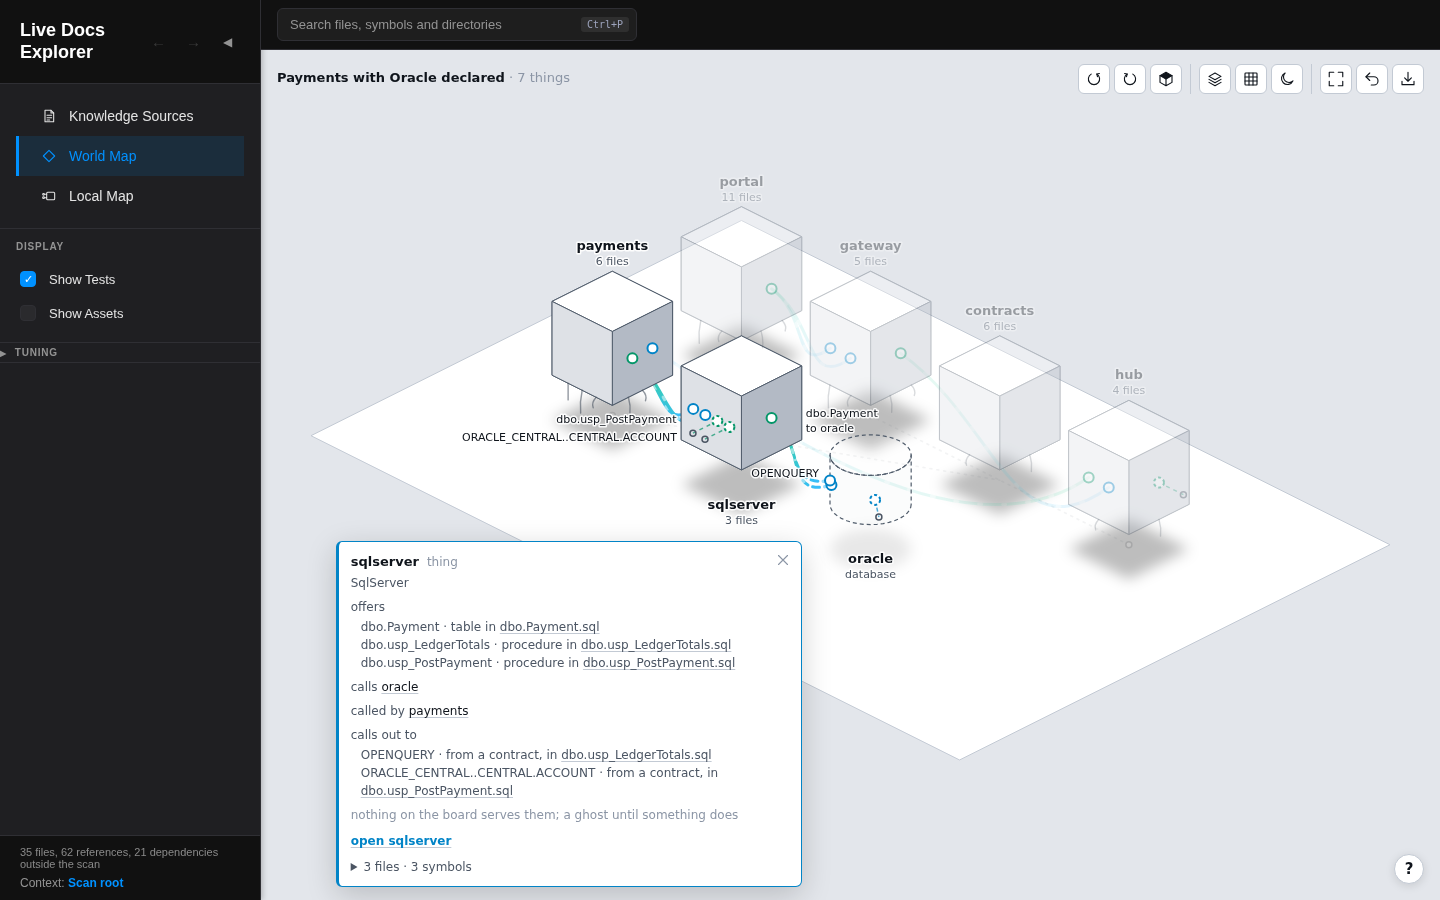 Live Docs
Explorer
Search files, symbols and directories
Ctrl+P
Knowledge Sources
World Map
Local Map
DISPLAY
Show Tests
Show Assets
TUNING
35 files, 62 references, 21 dependencies
outside the scan
Context: Scan root
Payments with Oracle declared · 7 things
portal
11 files
payments
6 files
gateway
5 files
contracts
6 files
hub
4 files
dbo.usp_PostPayment
ORACLE_CENTRAL..CENTRAL.ACCOUNT
dbo.Payment
to oracle
OPENQUERY
sqlserver
3 files
oracle
database
sqlserver thing
SqlServer
offers
dbo.Payment · table in dbo.Payment.sql
dbo.usp_LedgerTotals · procedure in dbo.usp_LedgerTotals.sql
dbo.usp_PostPayment · procedure in dbo.usp_PostPayment.sql
calls oracle
called by payments
calls out to
OPENQUERY · from a contract, in dbo.usp_LedgerTotals.sql
ORACLE_CENTRAL..CENTRAL.ACCOUNT · from a contract, in
dbo.usp_PostPayment.sql
nothing on the board serves them; a ghost until something does
open sqlserver
3 files · 3 symbols
?